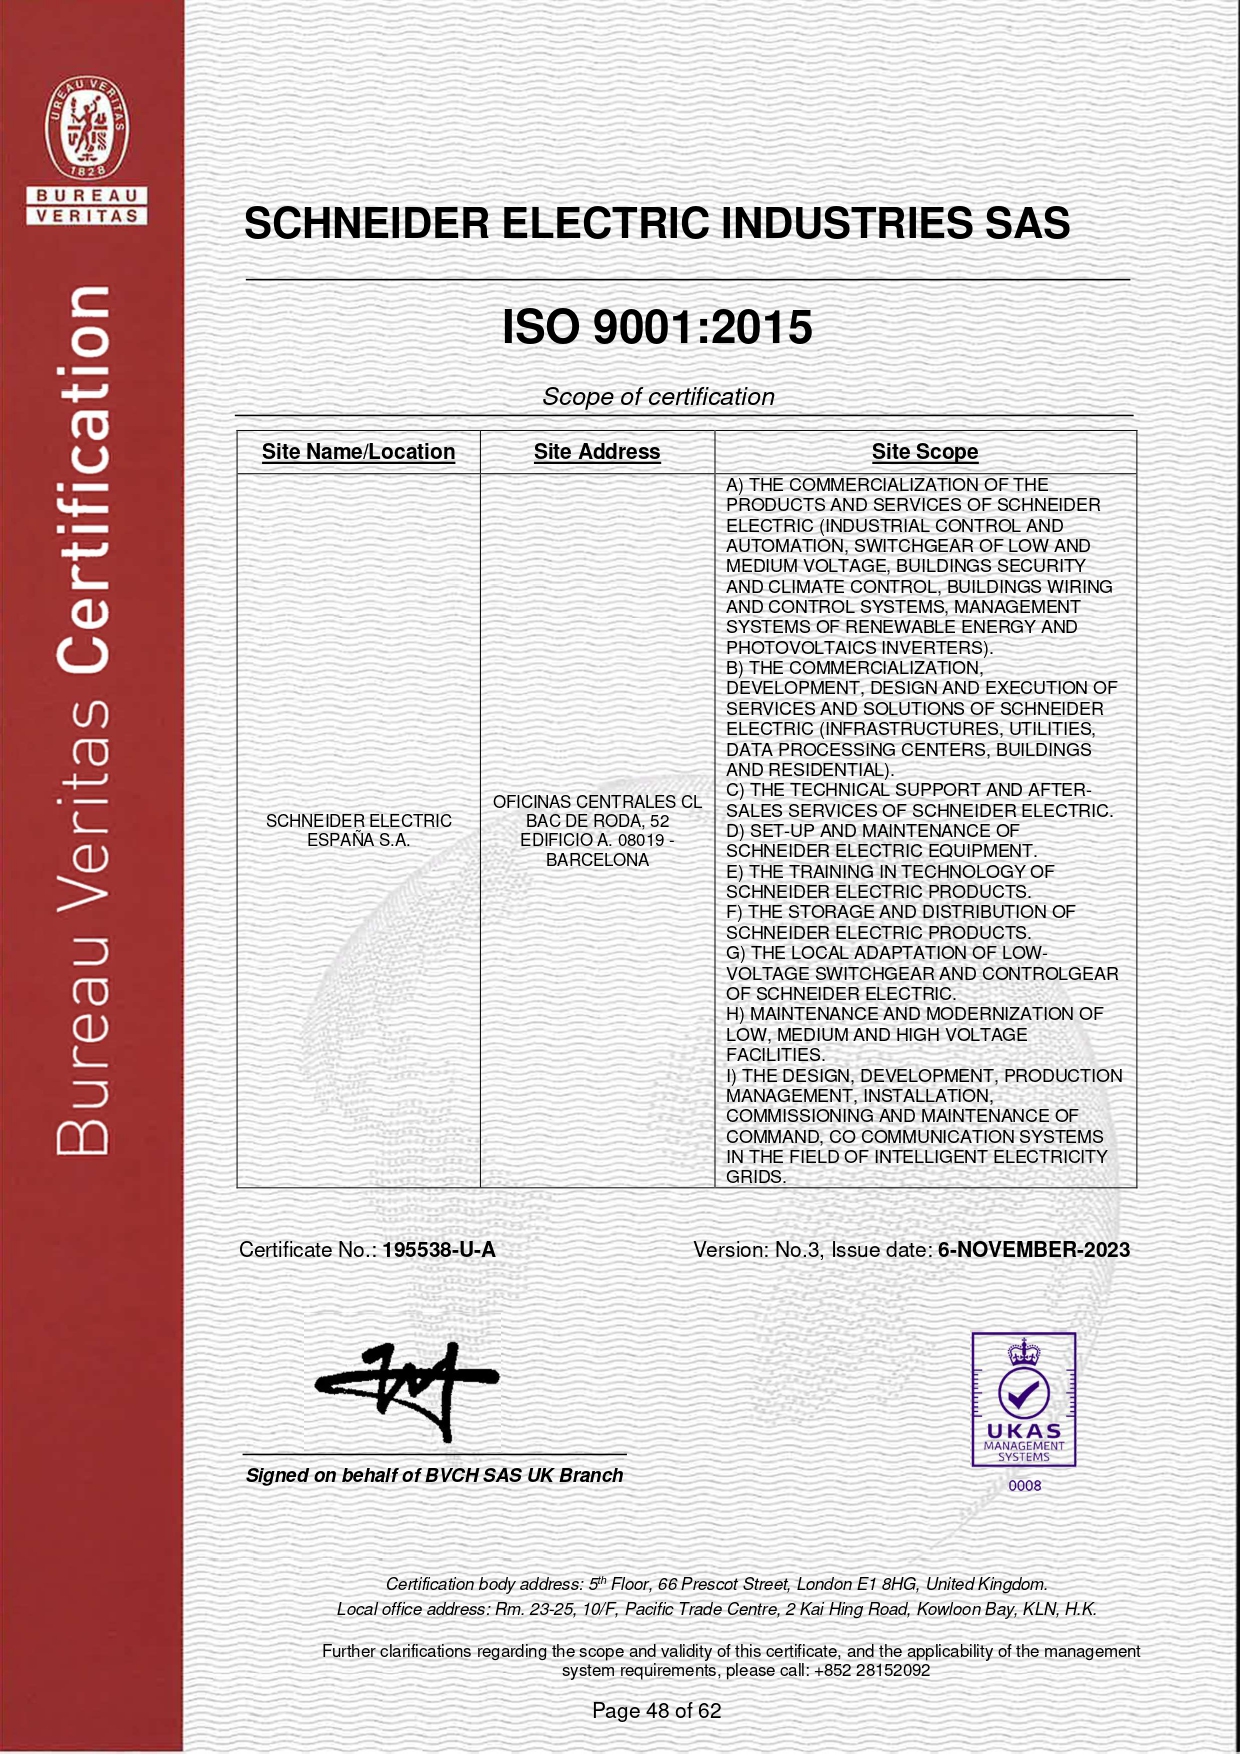 BUREAU VERITAS
1828
BUREAU
VERITAS
Bureau Veritas Certification
SCHNEIDER ELECTRIC INDUSTRIES SAS
ISO 9001:2015
Scope of certification
Site Name/Location
Site Address
Site Scope
SCHNEIDER ELECTRIC
ESPAÑA S.A.
OFICINAS CENTRALES CL
BAC DE RODA, 52
EDIFICIO A. 08019 -
BARCELONA
A) THE COMMERCIALIZATION OF THE
PRODUCTS AND SERVICES OF SCHNEIDER
ELECTRIC (INDUSTRIAL CONTROL AND
AUTOMATION, SWITCHGEAR OF LOW AND
MEDIUM VOLTAGE, BUILDINGS SECURITY
AND CLIMATE CONTROL, BUILDINGS WIRING
AND CONTROL SYSTEMS, MANAGEMENT
SYSTEMS OF RENEWABLE ENERGY AND
PHOTOVOLTAICS INVERTERS).
B) THE COMMERCIALIZATION,
DEVELOPMENT, DESIGN AND EXECUTION OF
SERVICES AND SOLUTIONS OF SCHNEIDER
ELECTRIC (INFRASTRUCTURES, UTILITIES,
DATA PROCESSING CENTERS, BUILDINGS
AND RESIDENTIAL).
C) THE TECHNICAL SUPPORT AND AFTER-
SALES SERVICES OF SCHNEIDER ELECTRIC.
D) SET-UP AND MAINTENANCE OF
SCHNEIDER ELECTRIC EQUIPMENT.
E) THE TRAINING IN TECHNOLOGY OF
SCHNEIDER ELECTRIC PRODUCTS.
F) THE STORAGE AND DISTRIBUTION OF
SCHNEIDER ELECTRIC PRODUCTS.
G) THE LOCAL ADAPTATION OF LOW-
VOLTAGE SWITCHGEAR AND CONTROLGEAR
OF SCHNEIDER ELECTRIC.
H) MAINTENANCE AND MODERNIZATION OF
LOW, MEDIUM AND HIGH VOLTAGE
FACILITIES.
I) THE DESIGN, DEVELOPMENT, PRODUCTION
MANAGEMENT, INSTALLATION,
COMMISSIONING AND MAINTENANCE OF
COMMAND, CO COMMUNICATION SYSTEMS
IN THE FIELD OF INTELLIGENT ELECTRICITY
GRIDS.
Certificate No.: 195538-U-A
Version: No.3, Issue date: 6-NOVEMBER-2023
Signed on behalf of BVCH SAS UK Branch
UKAS
MANAGEMENT
SYSTEMS
0008
Certification body address: 5th Floor, 66 Prescot Street, London E1 8HG, United Kingdom.
Local office address: Rm. 23-25, 10/F, Pacific Trade Centre, 2 Kai Hing Road, Kowloon Bay, KLN, H.K.
Further clarifications regarding the scope and validity of this certificate, and the applicability of the management
system requirements, please call: +852 28152092
Page 48 of 62